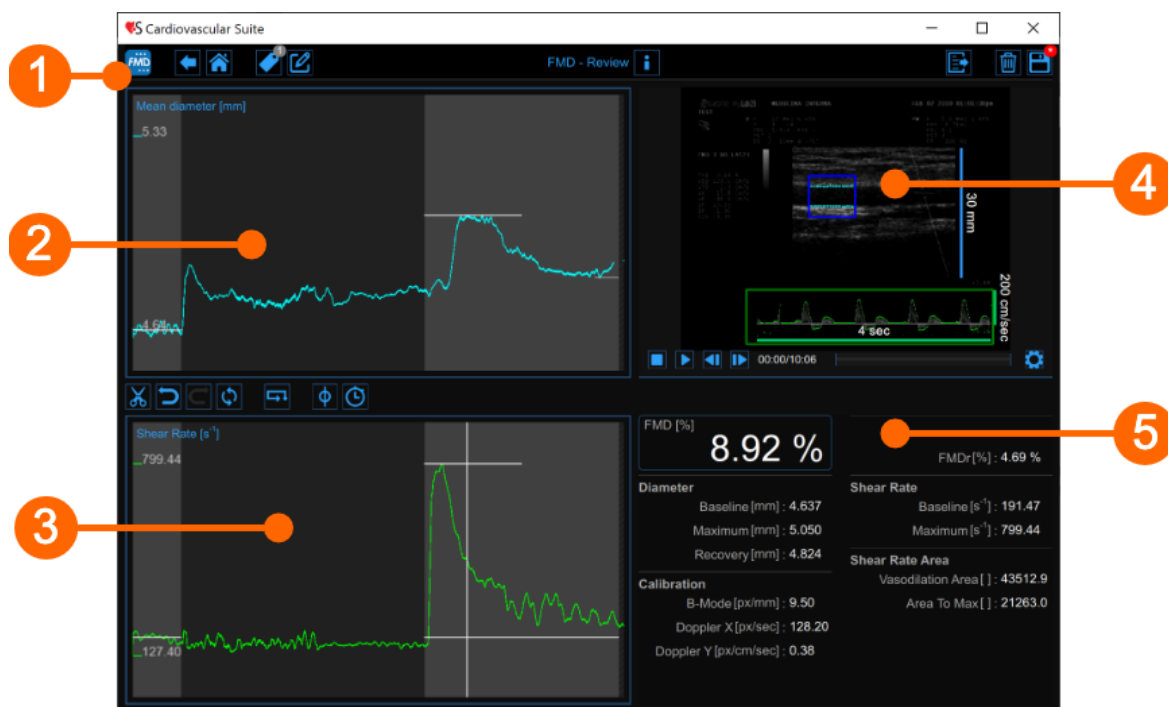 S Cardiovascular Suite
1
FMD
1
FMD - Review
i
Mean diameter [mm]
5.33
2
4.64
MEDICINA INTERNA
4
30 mm
200 cm/sec
4 sec
00:00/10:06
Shear Rate [s-1]
799.44
3
127.40
FMD [%]
8.92 %
5
FMDr[%] : 4.69 %
Diameter
Baseline [mm] : 4.637
Maximum [mm] : 5.050
Recovery [mm] : 4.824
Shear Rate
Baseline [s-1] : 191.47
Maximum [s-1] : 799.44
Calibration
B-Mode [px/mm] : 9.50
Doppler X [px/sec] : 128.20
Doppler Y [px/cm/sec] : 0.38
Shear Rate Area
Vasodilation Area [ ] : 43512.9
Area To Max [ ] : 21263.0